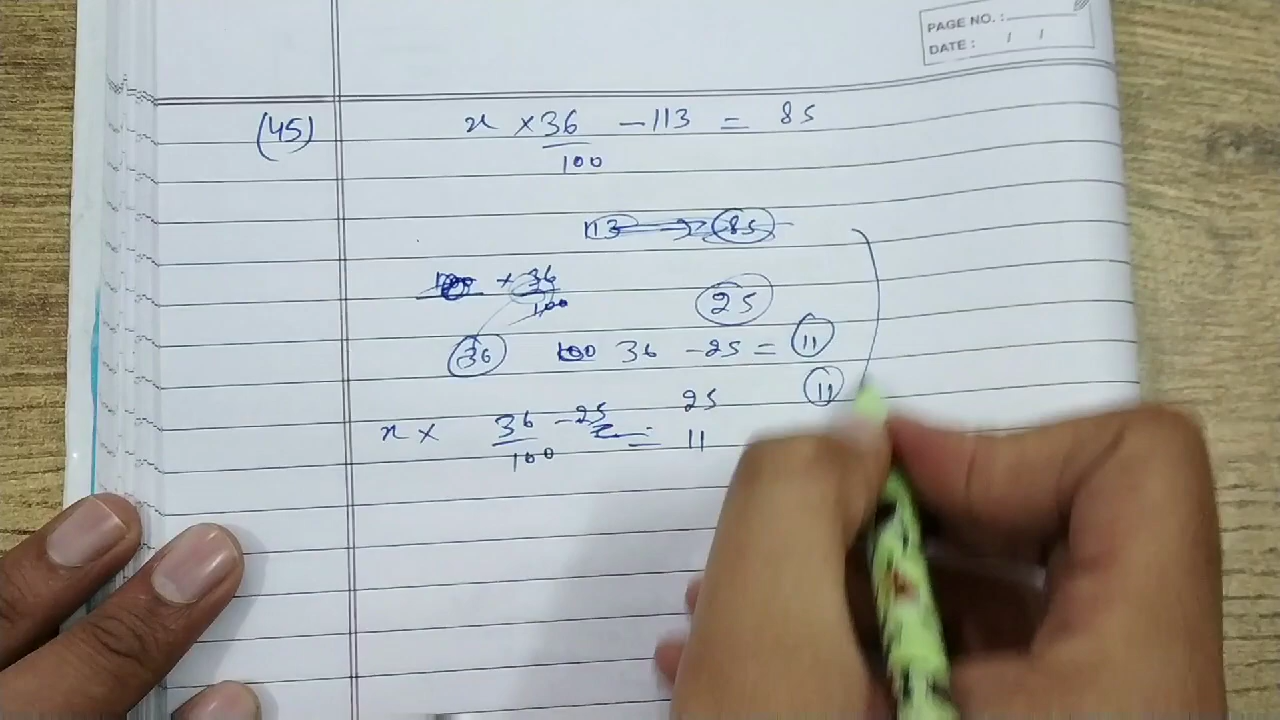 PAGE NO. :
DATE : / /
(45) x × 36/100 - 113 = 85
113 → 85
100 × 36/100
25
36 100 36 - 25 = 11
25 11
x × 36/100 - 25 = 11